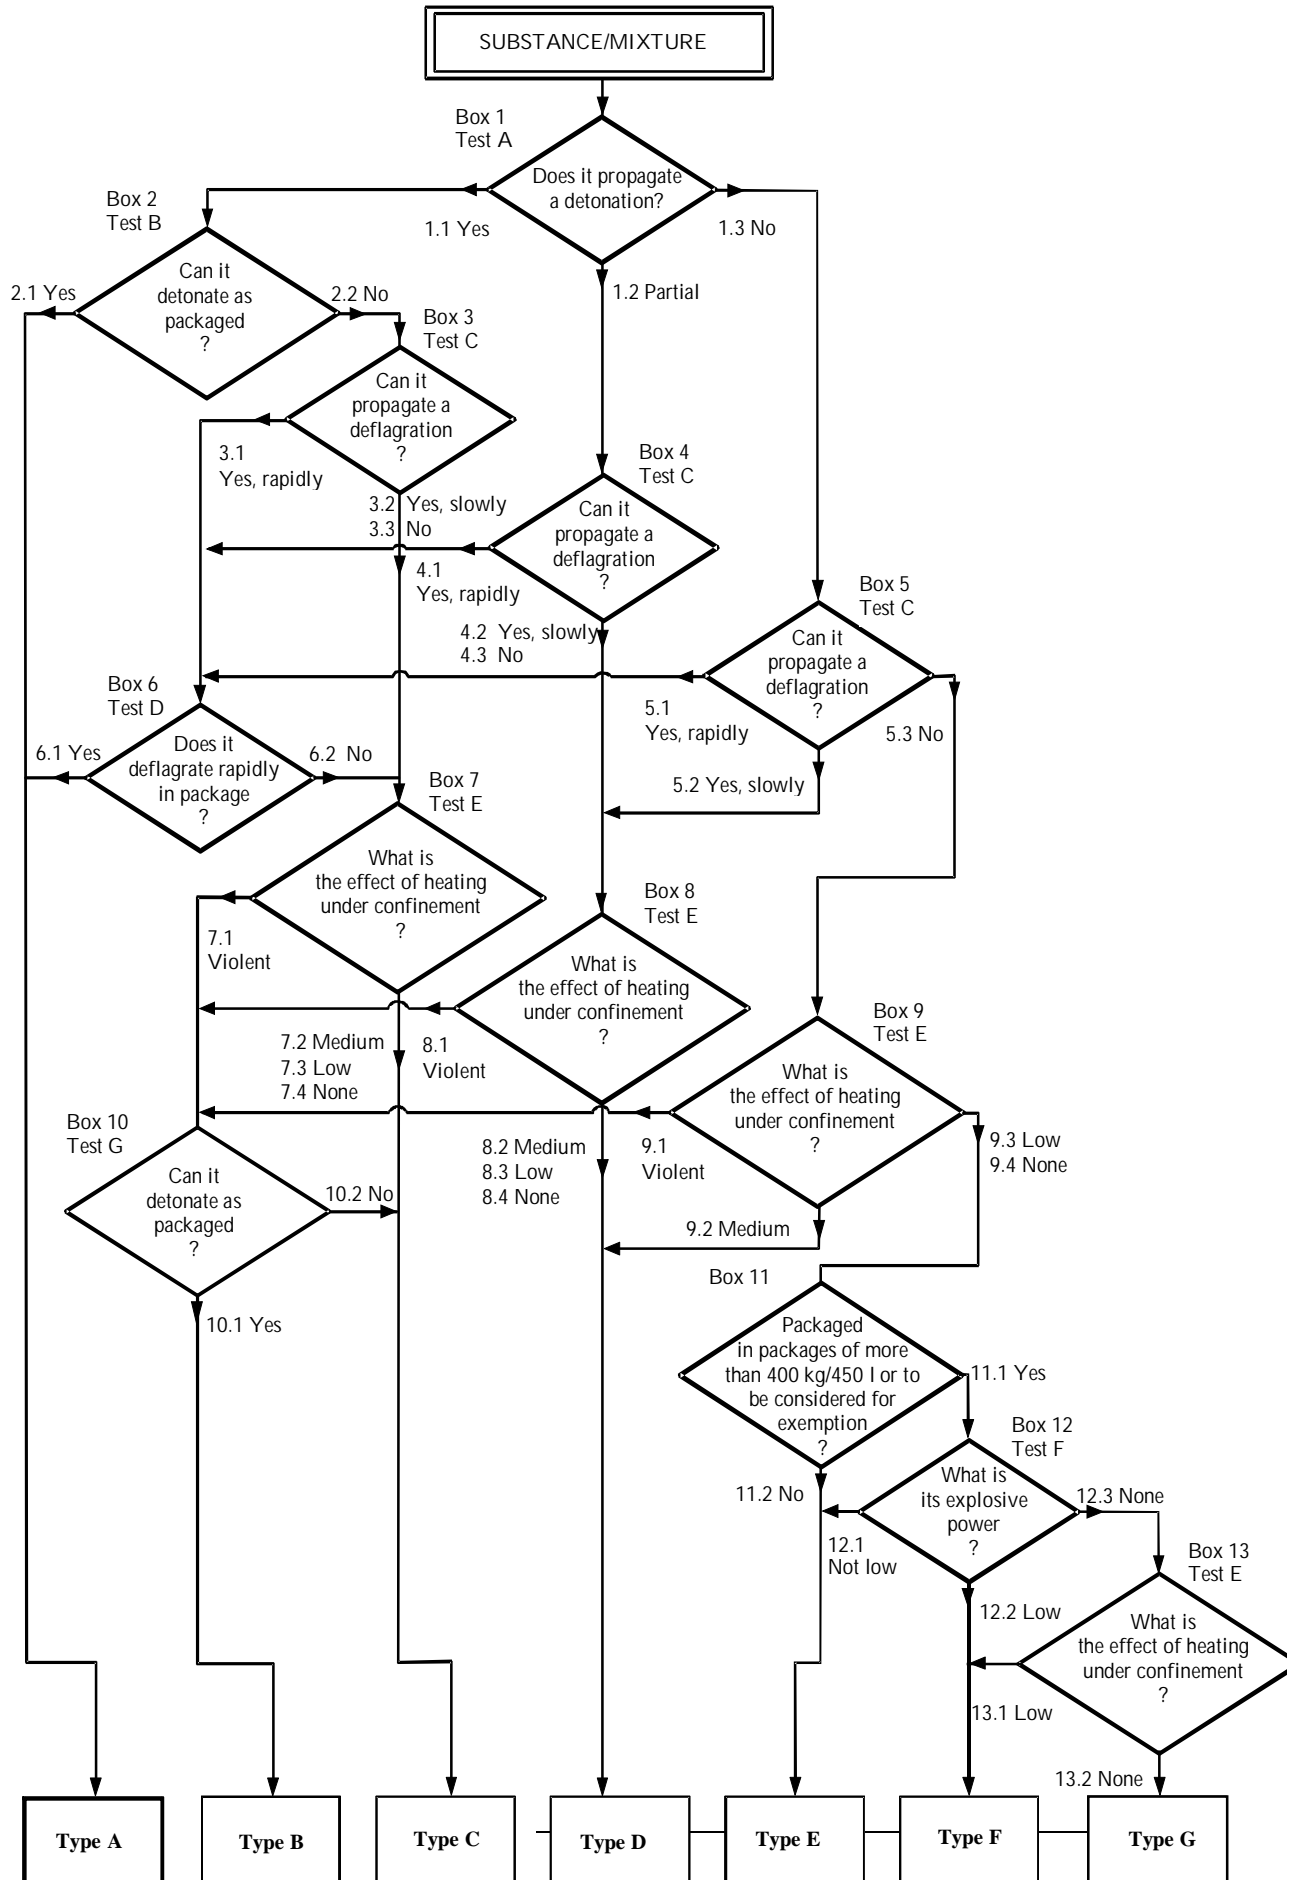 SUBSTANCE/MIXTURE
Box 1
Test A
Does it propagate
a detonation?
1.1 Yes
1.3 No
1.2 Partial
Box 2
Test B
Can it
detonate as
packaged
?
2.1 Yes
2.2 No
Box 3
Test C
Can it
propagate a
deflagration
?
3.1
Yes, rapidly
3.2 Yes, slowly
3.3 No
Box 4
Test C
Can it
propagate a
deflagration
?
4.1
Yes, rapidly
4.2 Yes, slowly
4.3 No
Box 5
Test C
Can it
propagate a
deflagration
?
5.1
Yes, rapidly
5.3 No
5.2 Yes, slowly
Box 6
Test D
Does it
deflagrate rapidly
in package
?
6.1 Yes
6.2 No
Box 7
Test E
What is
the effect of heating
under confinement
?
7.1
Violent
7.2 Medium
7.3 Low
7.4 None
Box 8
Test E
What is
the effect of heating
under confinement
?
8.1
Violent
8.2 Medium
8.3 Low
8.4 None
Box 9
Test E
What is
the effect of heating
under confinement
?
9.1
Violent
9.2 Medium
9.3 Low
9.4 None
Box 10
Test G
Can it
detonate as
packaged
?
10.2 No
10.1 Yes
Box 11
Packaged
in packages of more
than 400 kg/450 l or to
be considered for
exemption
?
11.1 Yes
11.2 No
Box 12
Test F
What is
its explosive
power
?
12.3 None
12.1
Not low
12.2 Low
Box 13
Test E
What is
the effect of heating
under confinement
?
13.1 Low
13.2 None
Type A
Type B
Type C
Type D
Type E
Type F
Type G